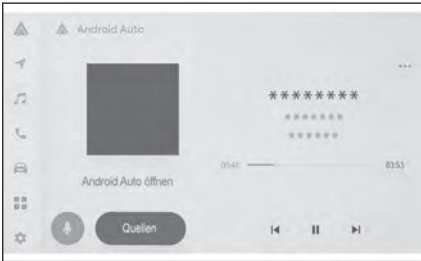 Android Auto
********
*******
******
00:40
03:53
Android Auto öffnen
Quellen